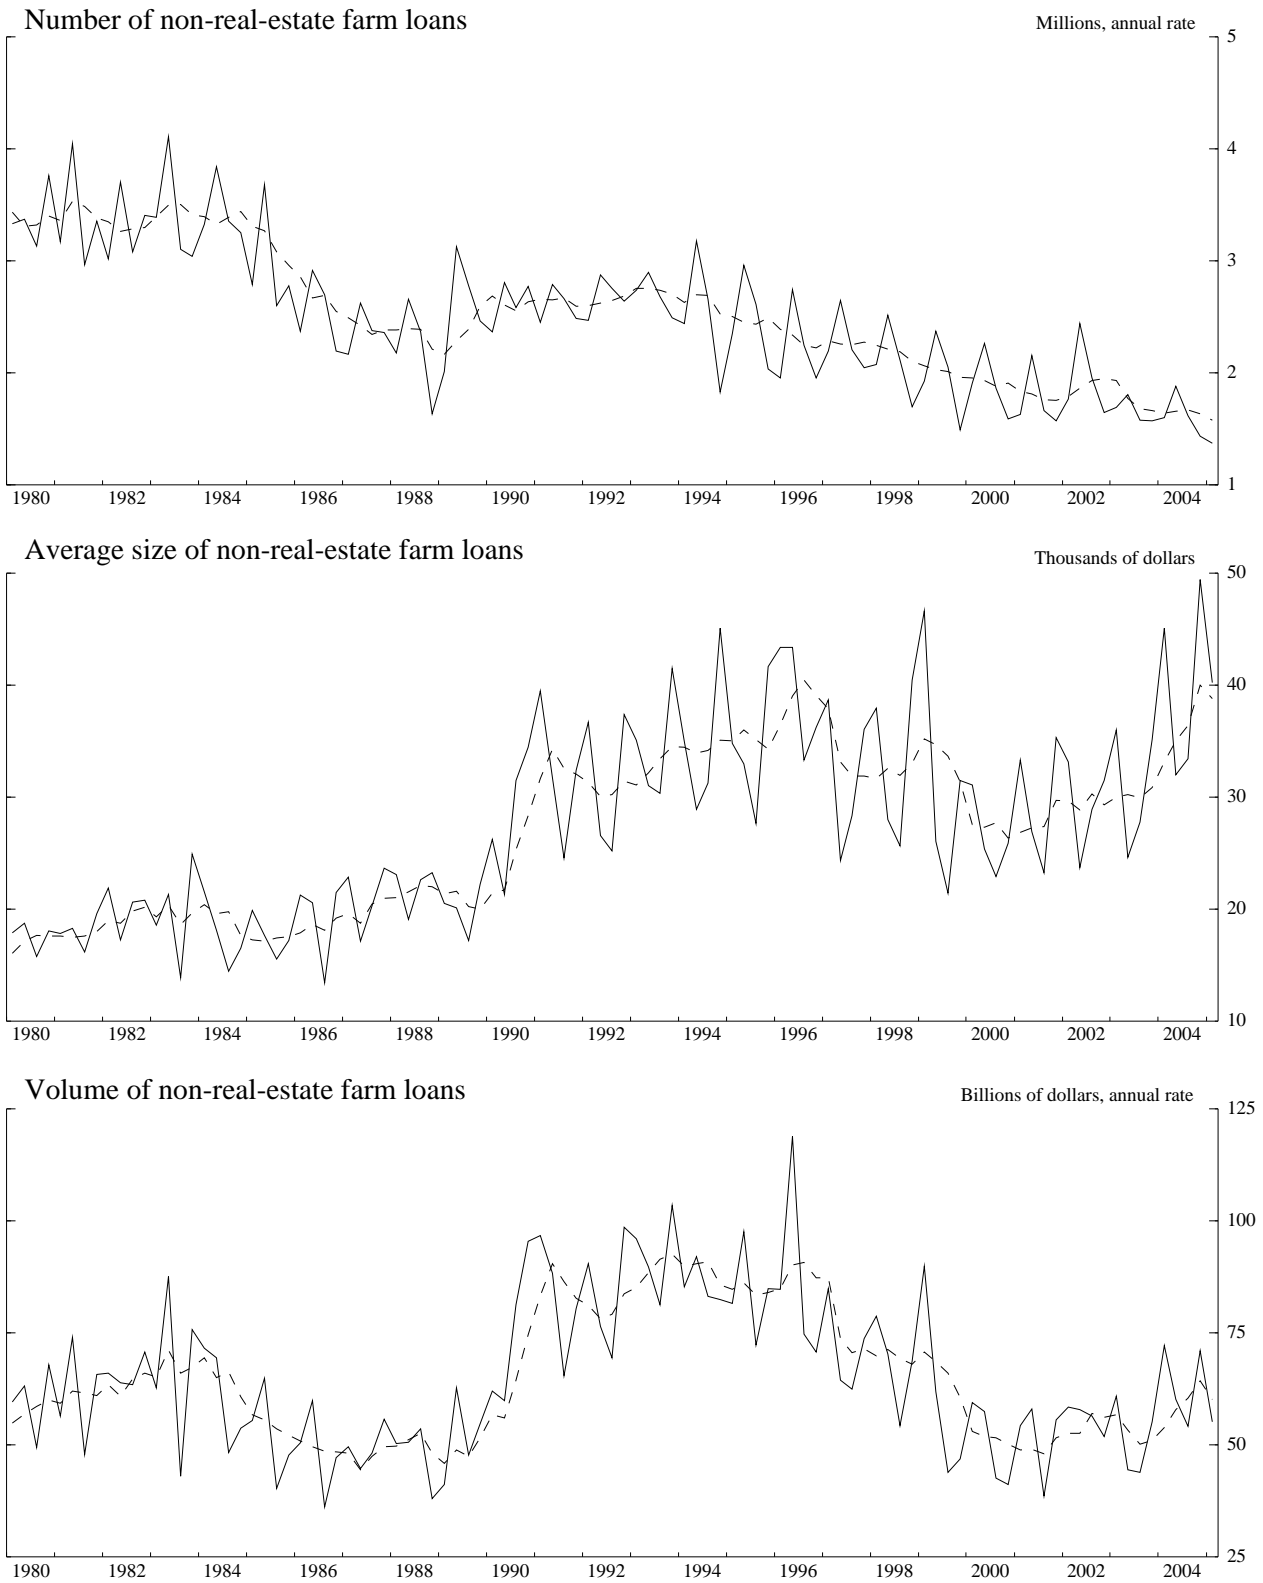 Number of non-real-estate farm loans
Millions, annual rate
5
4
3
2
1
1980 1982 1984 1986 1988 1990 1992 1994 1996 1998 2000 2002 2004
Average size of non-real-estate farm loans
Thousands of dollars
50
40
30
20
10
1980 1982 1984 1986 1988 1990 1992 1994 1996 1998 2000 2002 2004
Volume of non-real-estate farm loans
Billions of dollars, annual rate
125
100
75
50
25
1980 1982 1984 1986 1988 1990 1992 1994 1996 1998 2000 2002 2004